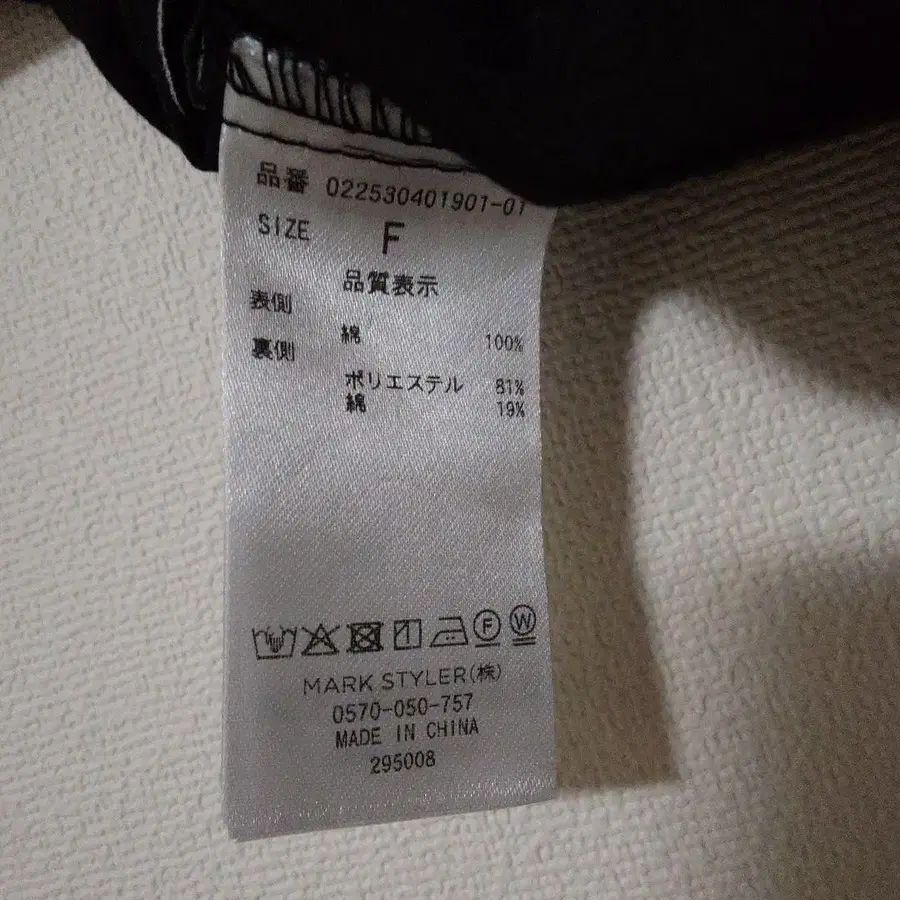 品番 022530401901-01
SIZE F
品質表示
表側
綿 100%
裏側
ポリエステル 81%
綿 19%
F W
MARK STYLER(株)
0570-050-757
MADE IN CHINA
295008